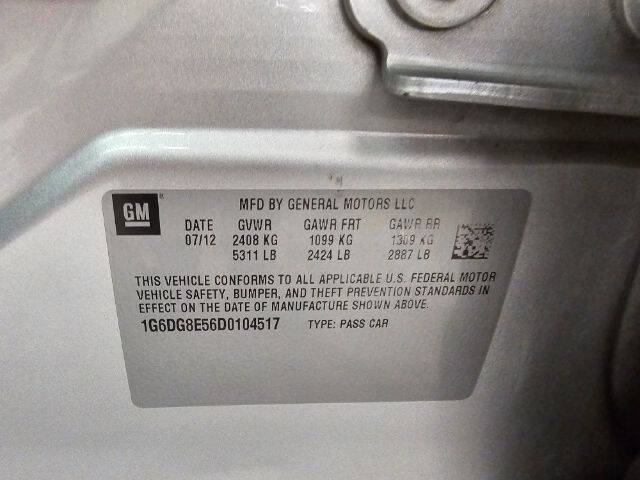 GM
MFD BY GENERAL MOTORS LLC
DATE GVWR GAWR FRT GAWR RR
07/12 2408 KG 1099 KG 1309 KG
5311 LB 2424 LB 2887 LB
THIS VEHICLE CONFORMS TO ALL APPLICABLE U.S. FEDERAL MOTOR
VEHICLE SAFETY, BUMPER, AND THEFT PREVENTION STANDARDS IN
EFFECT ON THE DATE OF MANUFACTURE SHOWN ABOVE.
1G6DG8E56D0104517 TYPE: PASS CAR